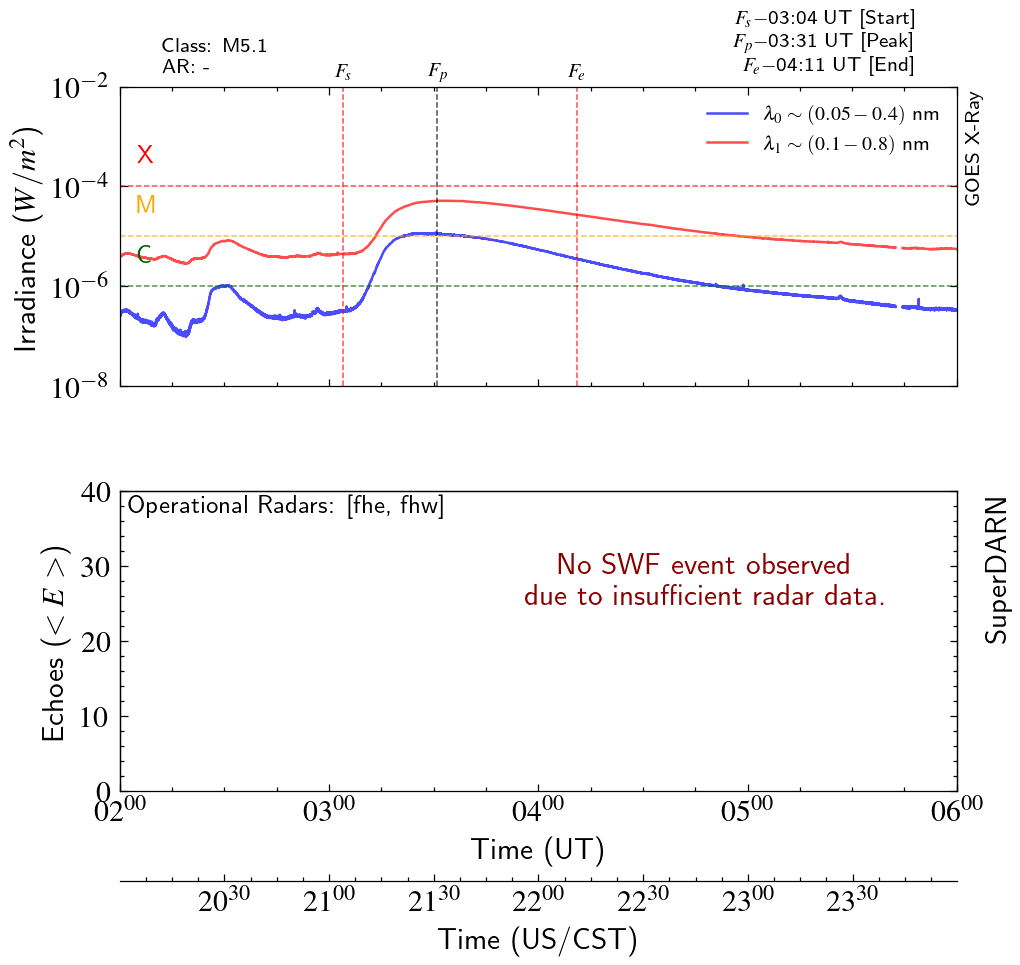 Class: M5.1
AR: -
F_s−03:04 UT [Start]
F_p−03:31 UT [Peak]
F_e−04:11 UT [End]
F_s
F_p
F_e
10^{−2}
10^{−4}
10^{−6}
10^{−8}
Irradiance (W/m^2)
X
M
C
λ_0 ∼ (0.05 − 0.4) nm
λ_1 ∼ (0.1 − 0.8) nm
GOES X-Ray
Operational Radars: [fhe, fhw]
No SWF event observed
due to insufficient radar data.
40
30
20
10
0
Echoes (< E >)
SuperDARN
02^{00} 03^{00} 04^{00} 05^{00} 06^{00}
Time (UT)
20^{30} 21^{00} 21^{30} 22^{00} 22^{30} 23^{00} 23^{30}
Time (US/CST)